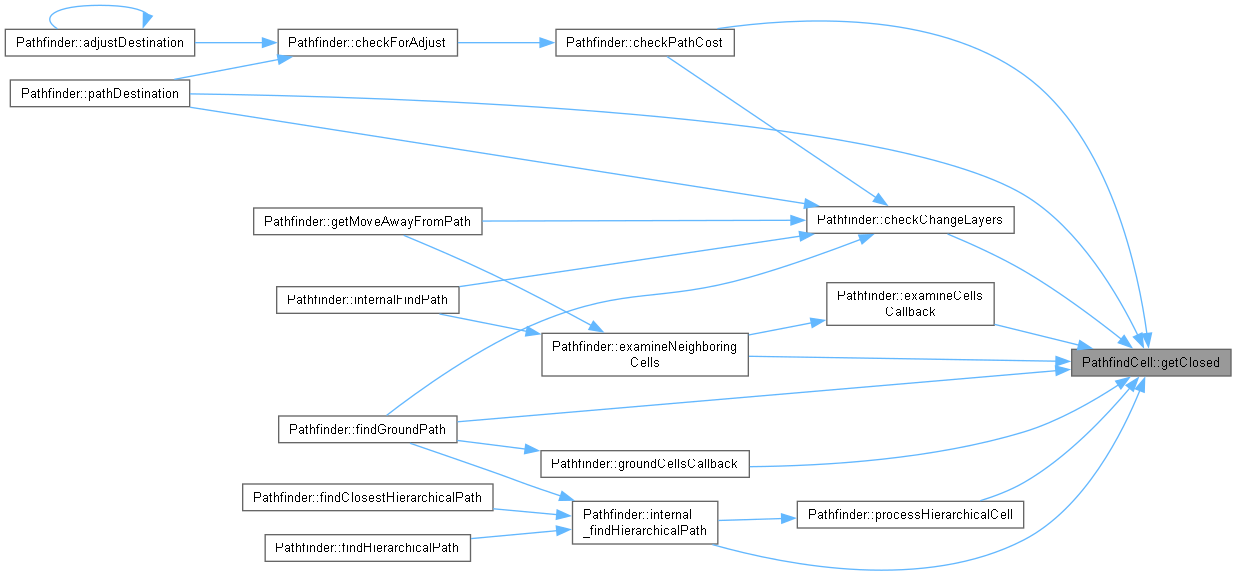 Pathfinder::adjustDestination
Pathfinder::checkForAdjust
Pathfinder::checkPathCost
Pathfinder::pathDestination
Pathfinder::getMoveAwayFromPath
Pathfinder::checkChangeLayers
Pathfinder::internalFindPath
Pathfinder::examineCells
Callback
Pathfinder::examineNeighboring
Cells
PathfindCell::getClosed
Pathfinder::findGroundPath
Pathfinder::groundCellsCallback
Pathfinder::findClosestHierarchicalPath
Pathfinder::internal
_findHierarchicalPath
Pathfinder::processHierarchicalCell
Pathfinder::findHierarchicalPath